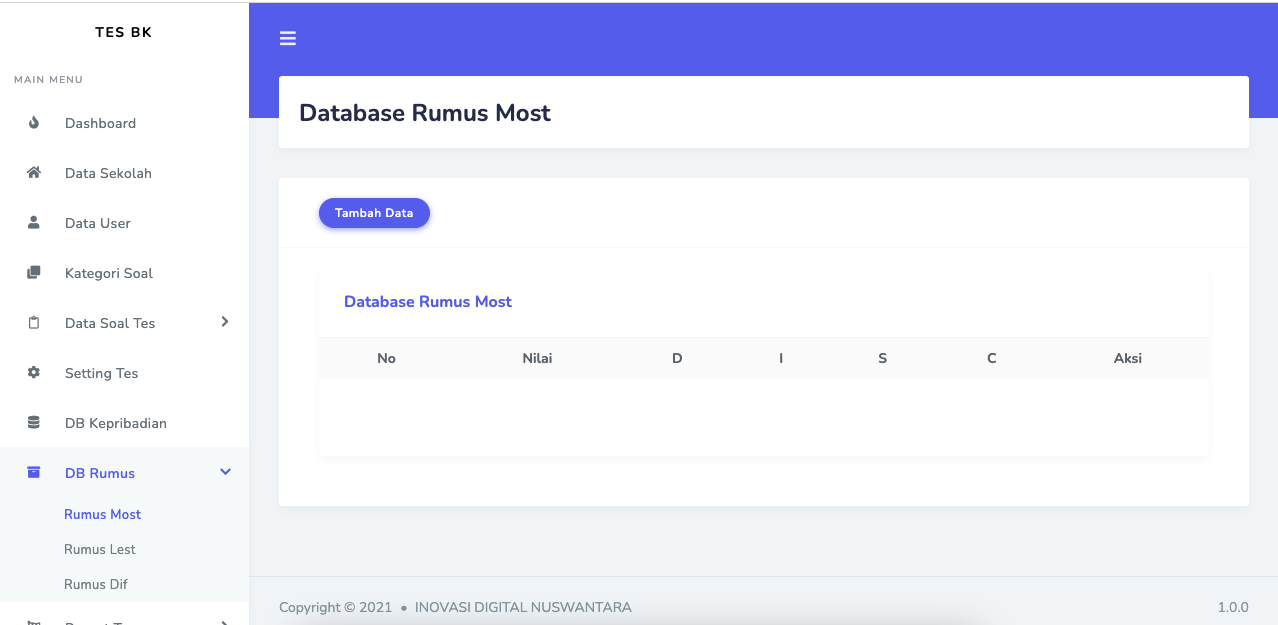 TES BK
MAIN MENU
Dashboard
Data Sekolah
Data User
Kategori Soal
Data Soal Tes
Setting Tes
DB Kepribadian
DB Rumus
Rumus Most
Rumus Lest
Rumus Dif
Database Rumus Most
Tambah Data
Database Rumus Most
No Nilai D I S C Aksi
Copyright © 2021 • INOVASI DIGITAL NUSWANTARA 1.0.0